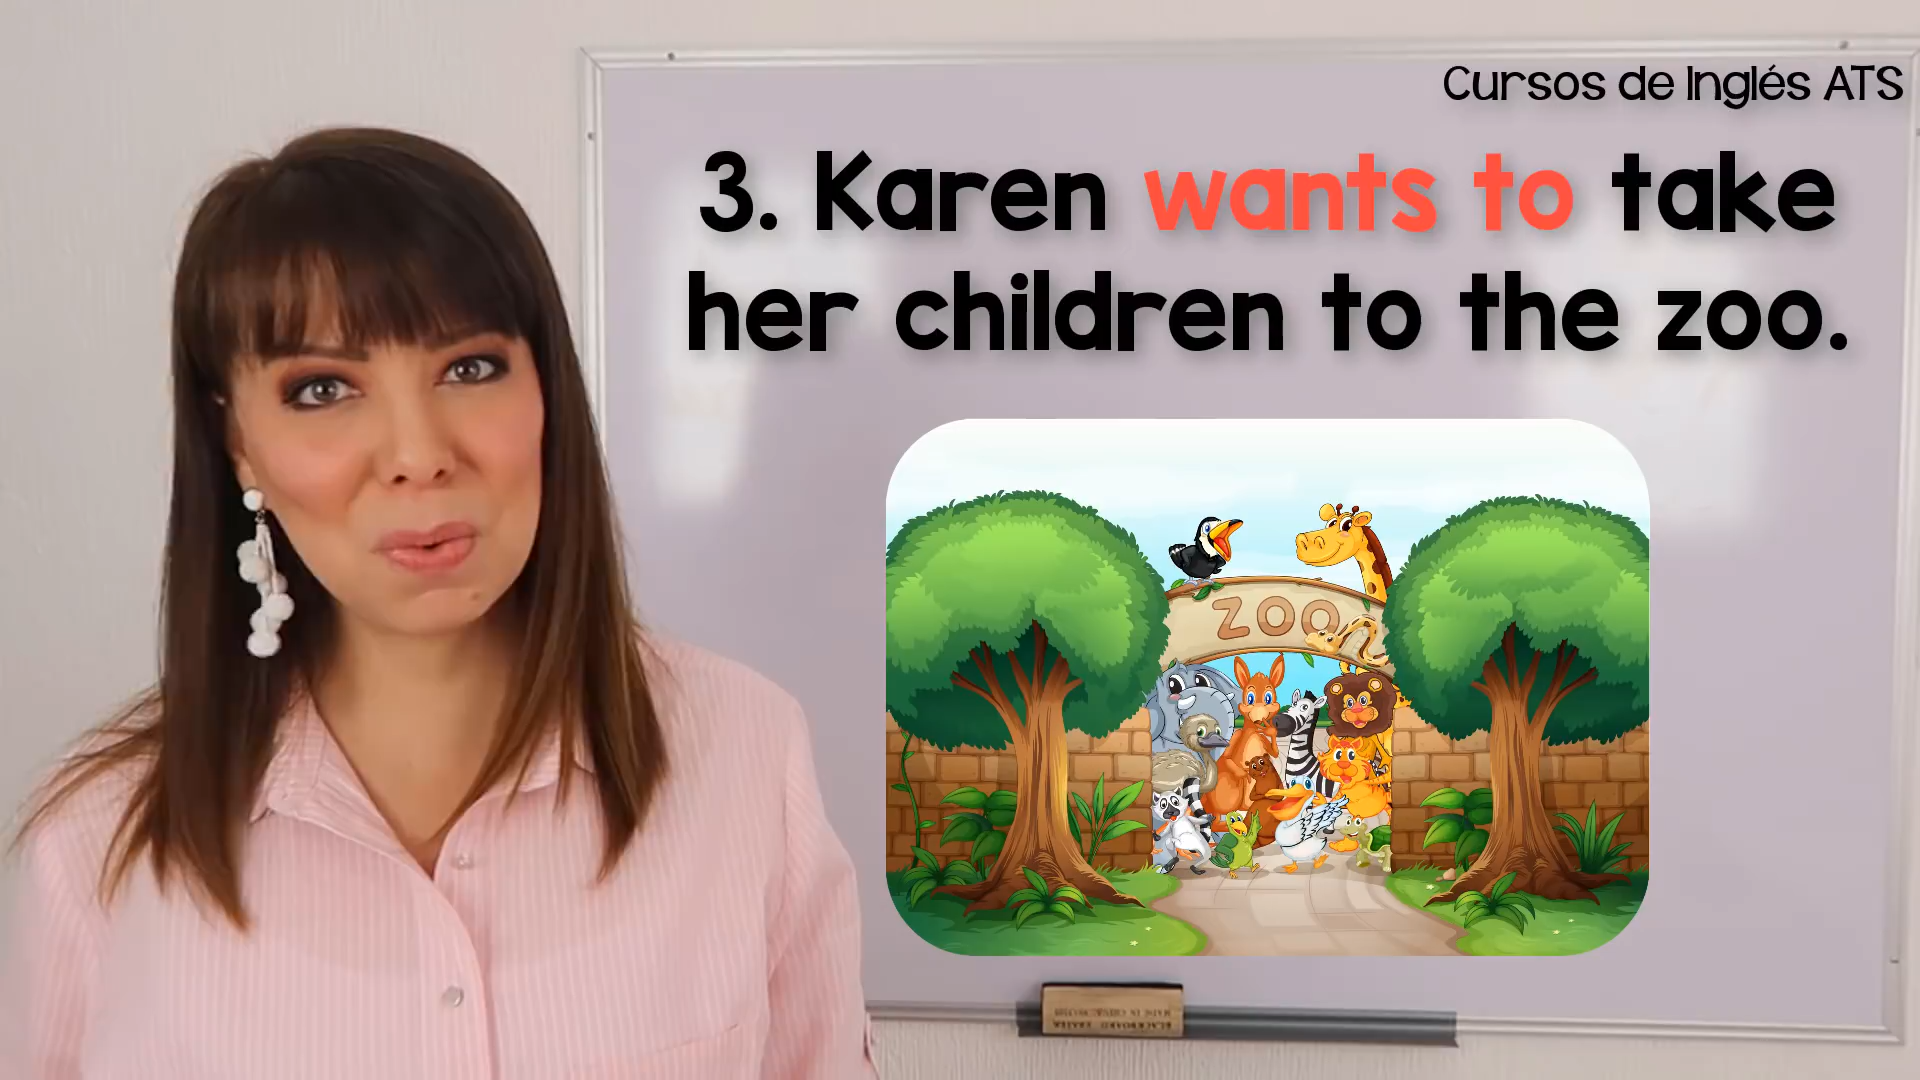 Cursos de Inglés ATS
3. Karen wants to take
her children to the zoo.
ZOO